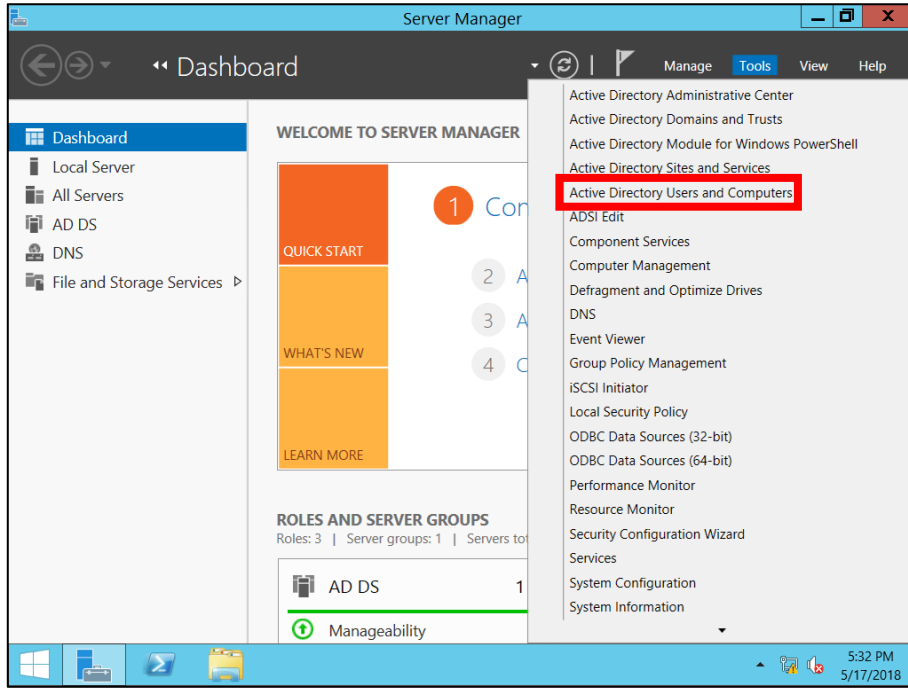 Server Manager
Dashboard
Manage Tools View Help
Dashboard
Local Server
All Servers
AD DS
DNS
File and Storage Services
WELCOME TO SERVER MANAGER
QUICK START
WHAT'S NEW
LEARN MORE
1 Con
2 A
3 A
4 C
ROLES AND SERVER GROUPS
Roles: 3 | Server groups: 1 | Servers tot
AD DS 1
Manageability
Active Directory Administrative Center
Active Directory Domains and Trusts
Active Directory Module for Windows PowerShell
Active Directory Sites and Services
Active Directory Users and Computers
ADSI Edit
Component Services
Computer Management
Defragment and Optimize Drives
DNS
Event Viewer
Group Policy Management
iSCSI Initiator
Local Security Policy
ODBC Data Sources (32-bit)
ODBC Data Sources (64-bit)
Performance Monitor
Resource Monitor
Security Configuration Wizard
Services
System Configuration
System Information
5:32 PM
5/17/2018